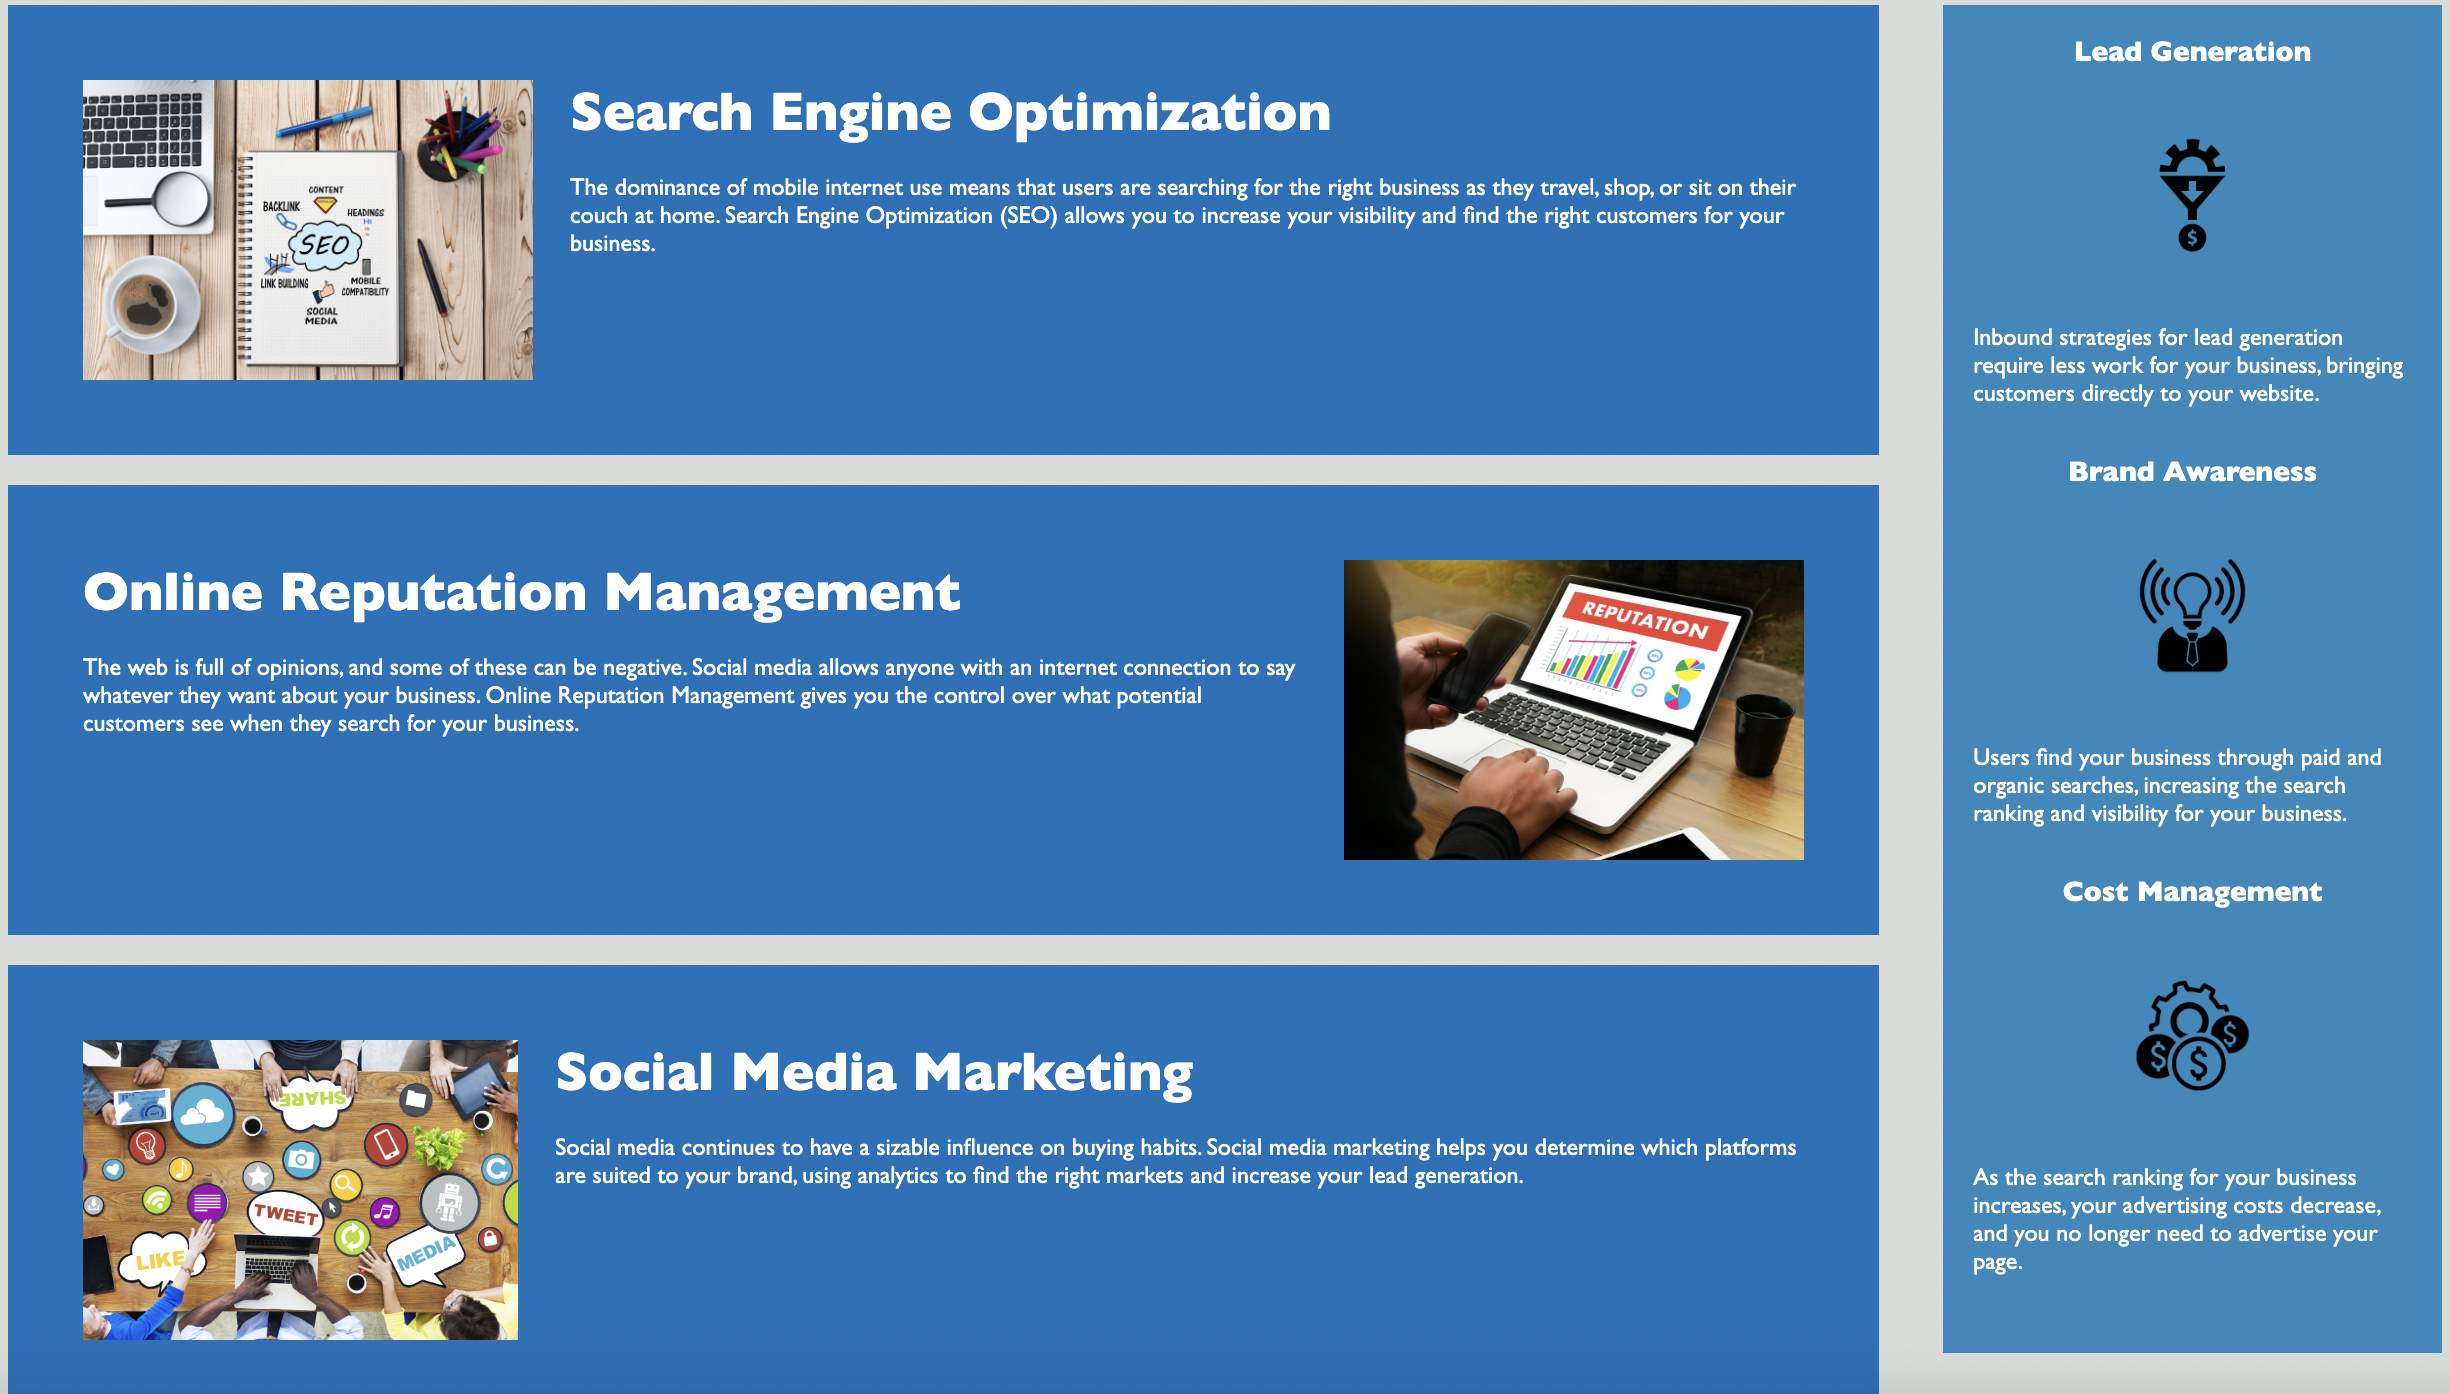 CONTENT
BACKLINK
HEADINGS
SEO
LINK BUILDING
MOBILE
COMPATIBILITY
SOCIAL
MEDIA
Search Engine Optimization
The dominance of mobile internet use means that users are searching for the right business as they travel, shop, or sit on their
couch at home. Search Engine Optimization (SEO) allows you to increase your visibility and find the right customers for your
business.
Online Reputation Management
The web is full of opinions, and some of these can be negative. Social media allows anyone with an internet connection to say
whatever they want about your business. Online Reputation Management gives you the control over what potential
customers see when they search for your business.
REPUTATION
SHARE
TWEET
LIKE
MEDIA
Social Media Marketing
Social media continues to have a sizable influence on buying habits. Social media marketing helps you determine which platforms
are suited to your brand, using analytics to find the right markets and increase your lead generation.
Lead Generation
$
Inbound strategies for lead generation
require less work for your business, bringing
customers directly to your website.
Brand Awareness
Users find your business through paid and
organic searches, increasing the search
ranking and visibility for your business.
Cost Management
$ $ $
As the search ranking for your business
increases, your advertising costs decrease,
and you no longer need to advertise your
page.